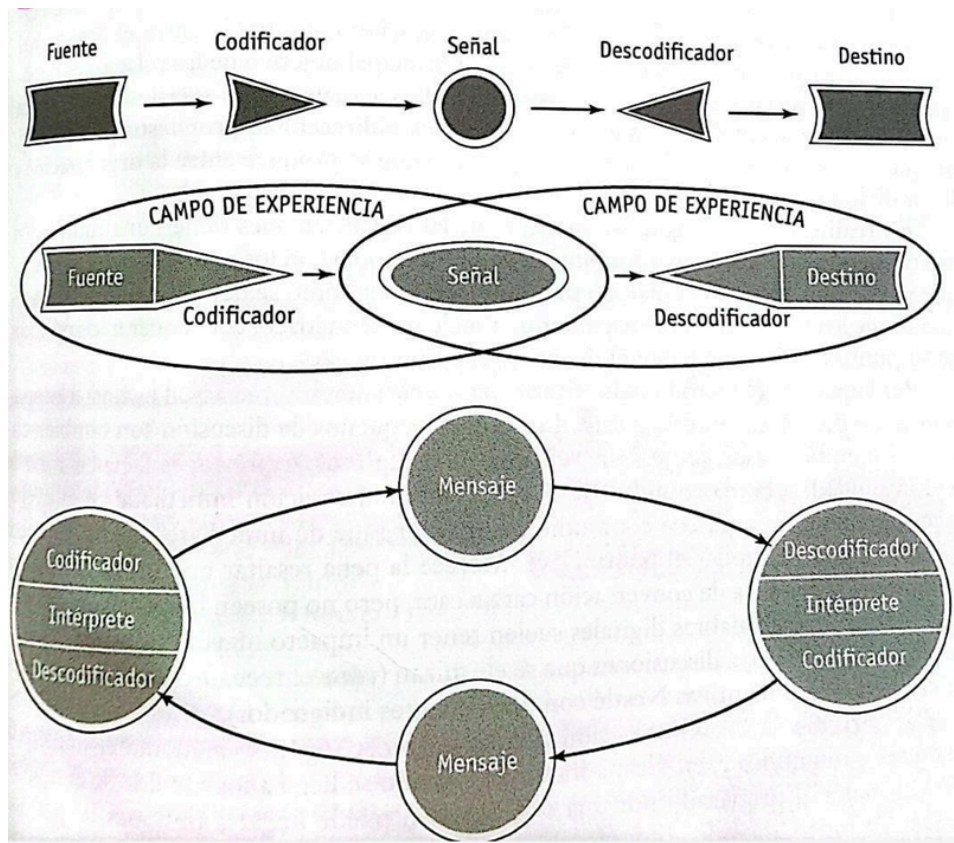 Fuente
Codificador
Señal
Descodificador
Destino
CAMPO DE EXPERIENCIA
CAMPO DE EXPERIENCIA
Fuente
Señal
Destino
Codificador
Descodificador
Mensaje
Codificador
Intérprete
Descodificador
Descodificador
Intérprete
Codificador
Mensaje